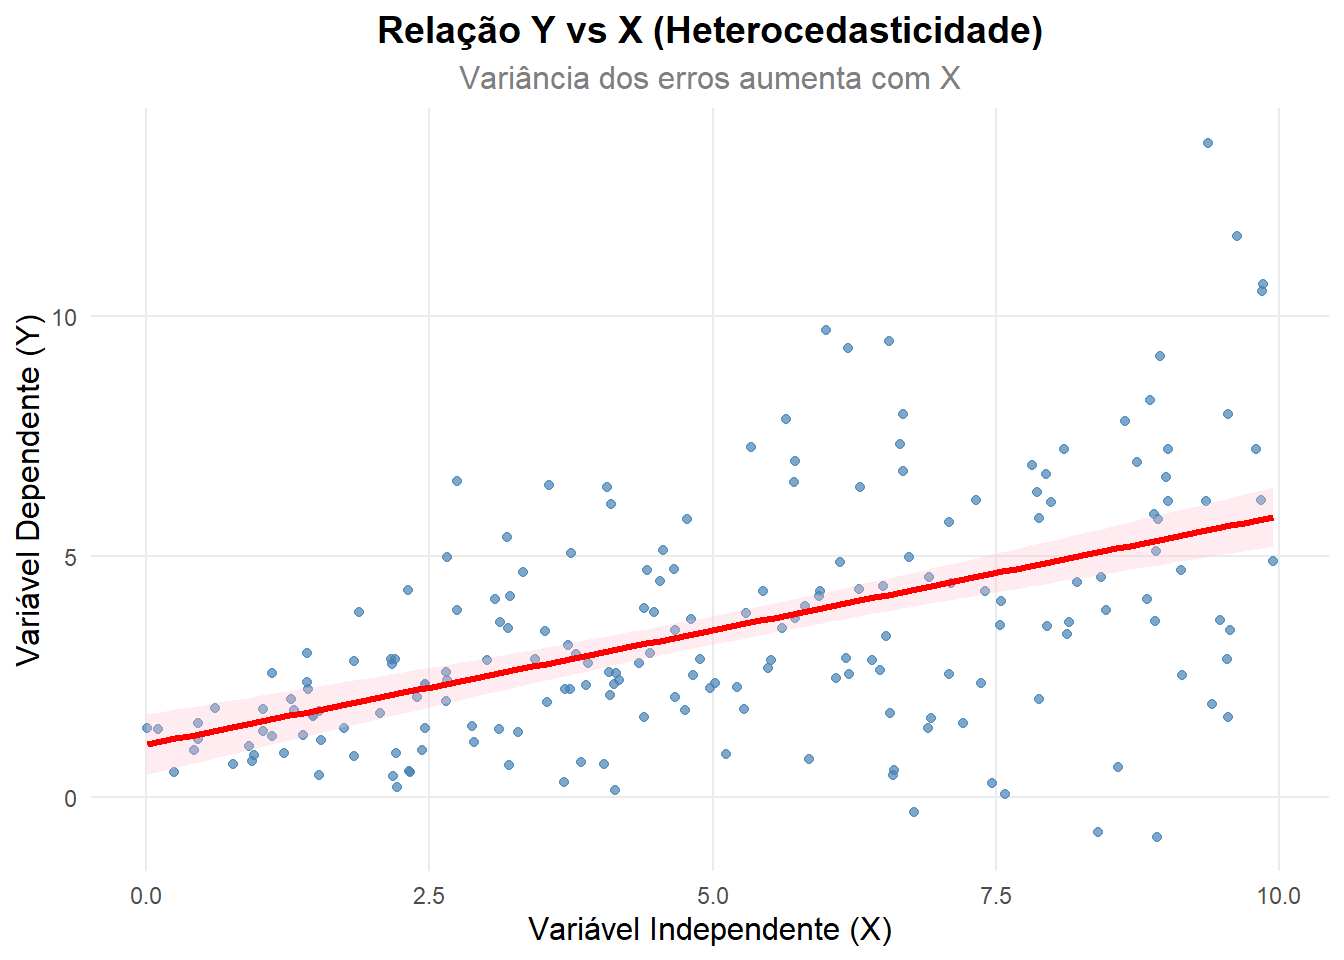 Relação Y vs X (Heterocedasticidade)
Variância dos erros aumenta com X
Variável Dependente (Y)
10
5
0
0.0 2.5 5.0 7.5 10.0
Variável Independente (X)